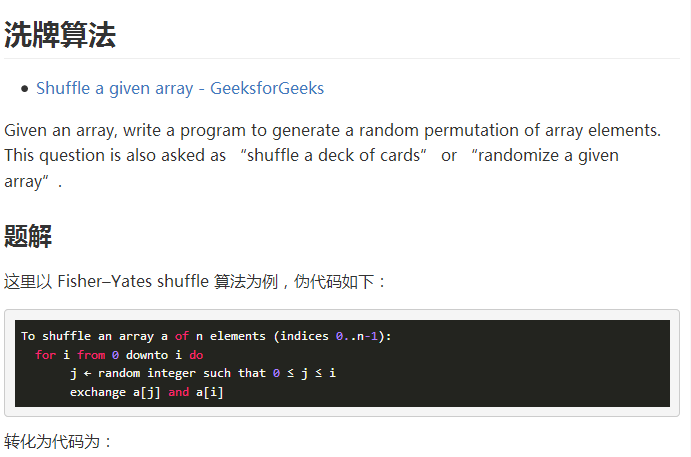 洗牌算法
Shuffle a given array - GeeksforGeeks
Given an array, write a program to generate a random permutation of array elements.
This question is also asked as “shuffle a deck of cards” or “randomize a given
array”.
题解
这里以 Fisher–Yates shuffle 算法为例，伪代码如下：
To shuffle an array a of n elements (indices 0..n-1):
for i from 0 downto i do
j ← random integer such that 0 ≤ j ≤ i
exchange a[j] and a[i]
转化为代码为：